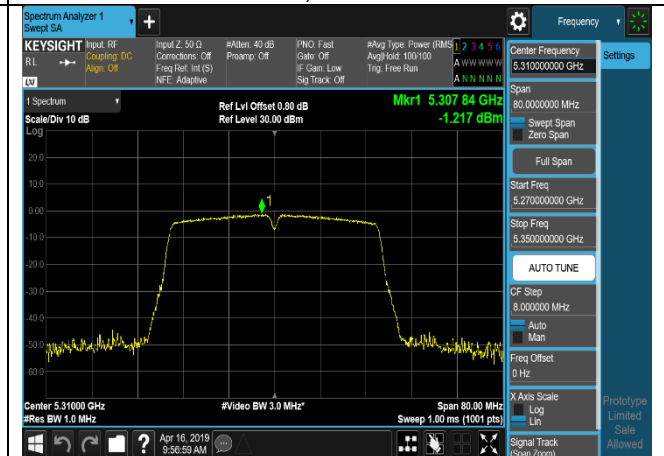 Spectrum Analyzer 1
Swept SA
+
Frequency
KEYSIGHT
RL
Input: RF
Coupling: DC
Align: Off
Input Z: 50 Ω
Corrections: Off
Freq Ref: Int (S)
NFE: Adaptive
#Atten: 40 dB
Preamp: Off
PNO: Fast
Gate: Off
IF Gain: Low
Sig Track: Off
#Avg Type: Power (RMS
Avg|Hold: 100/100
Trig: Free Run
1 2 3 4 5 6
A W W W W W
A N N N N N
1 Spectrum
Scale/Div 10 dB
Log
Ref Lvl Offset 0.80 dB
Ref Level 30.00 dBm
Mkr1 5.307 84 GHz
-1.217 dBm
20.0
10.0
0.00
-10.0
-20.0
-30.0
-40.0
-50.0
-60.0
1
Center 5.31000 GHz
#Res BW 1.0 MHz
#Video BW 3.0 MHz*
Span 80.00 MHz
Sweep 1.00 ms (1001 pts)
?
Apr 16, 2019
9:56:59 AM
Center Frequency
5.310000000 GHz
Span
80.0000000 MHz
Swept Span
Zero Span
Full Span
Start Freq
5.270000000 GHz
Stop Freq
5.350000000 GHz
AUTO TUNE
CF Step
8.000000 MHz
Auto
Man
Freq Offset
0 Hz
X Axis Scale
Log
Lin
Signal Track
(Span Zoom)
Settings
Prototype
Limited
Sale
Allowed